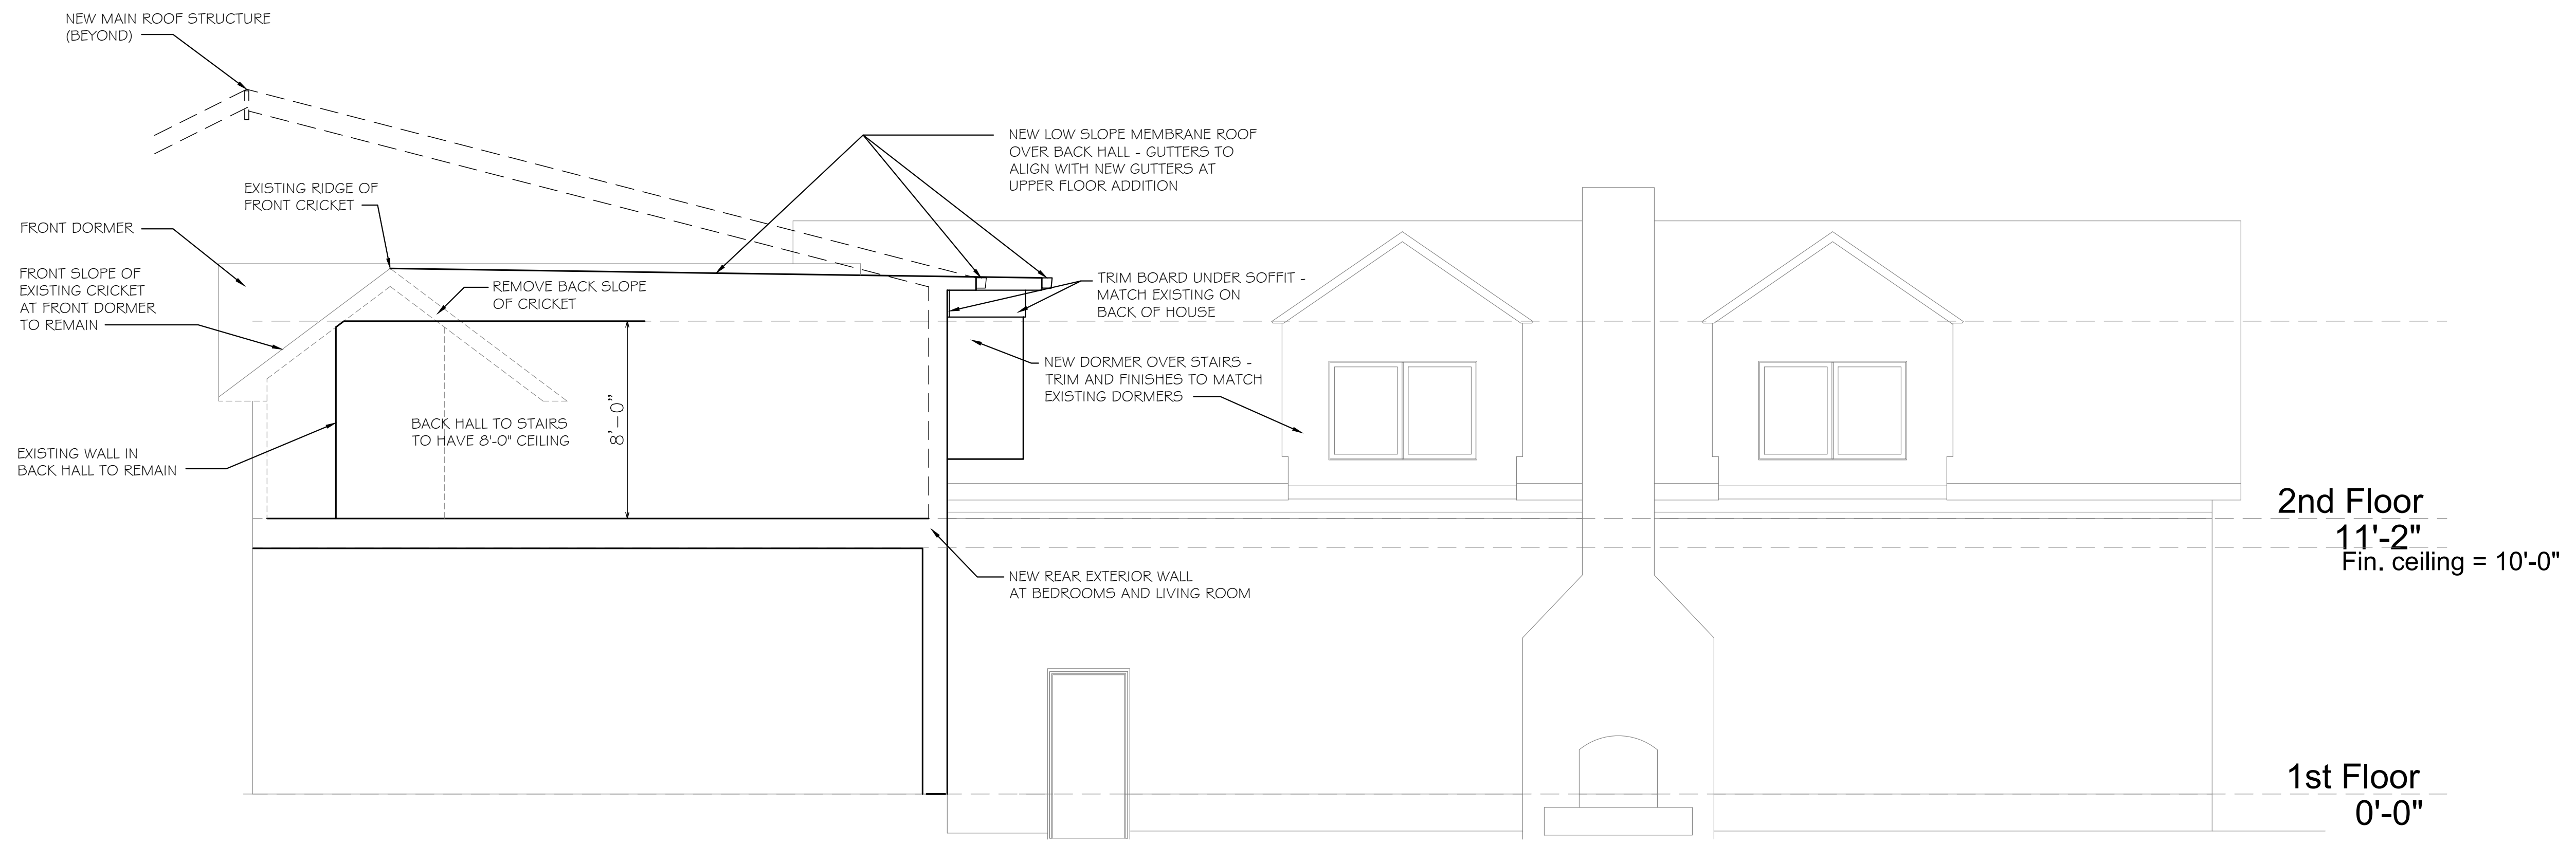 NEW MAIN ROOF STRUCTURE
(BEYOND)
NEW LOW SLOPE MEMBRANE ROOF
OVER BACK HALL - GUTTERS TO
ALIGN WITH NEW GUTTERS AT
UPPER FLOOR ADDITION
EXISTING RIDGE OF
FRONT CRICKET
FRONT DORMER
FRONT SLOPE OF
EXISTING CRICKET
AT FRONT DORMER
TO REMAIN
REMOVE BACK SLOPE
OF CRICKET
TRIM BOARD UNDER SOFFIT -
MATCH EXISTING ON
BACK OF HOUSE
NEW DORMER OVER STAIRS -
TRIM AND FINISHES TO MATCH
EXISTING DORMERS
BACK HALL TO STAIRS
TO HAVE 8'-0" CEILING
8'-0"
EXISTING WALL IN
BACK HALL TO REMAIN
2nd Floor
11'-2"
Fin. ceiling = 10'-0"
NEW REAR EXTERIOR WALL
AT BEDROOMS AND LIVING ROOM
1st Floor
0'-0"